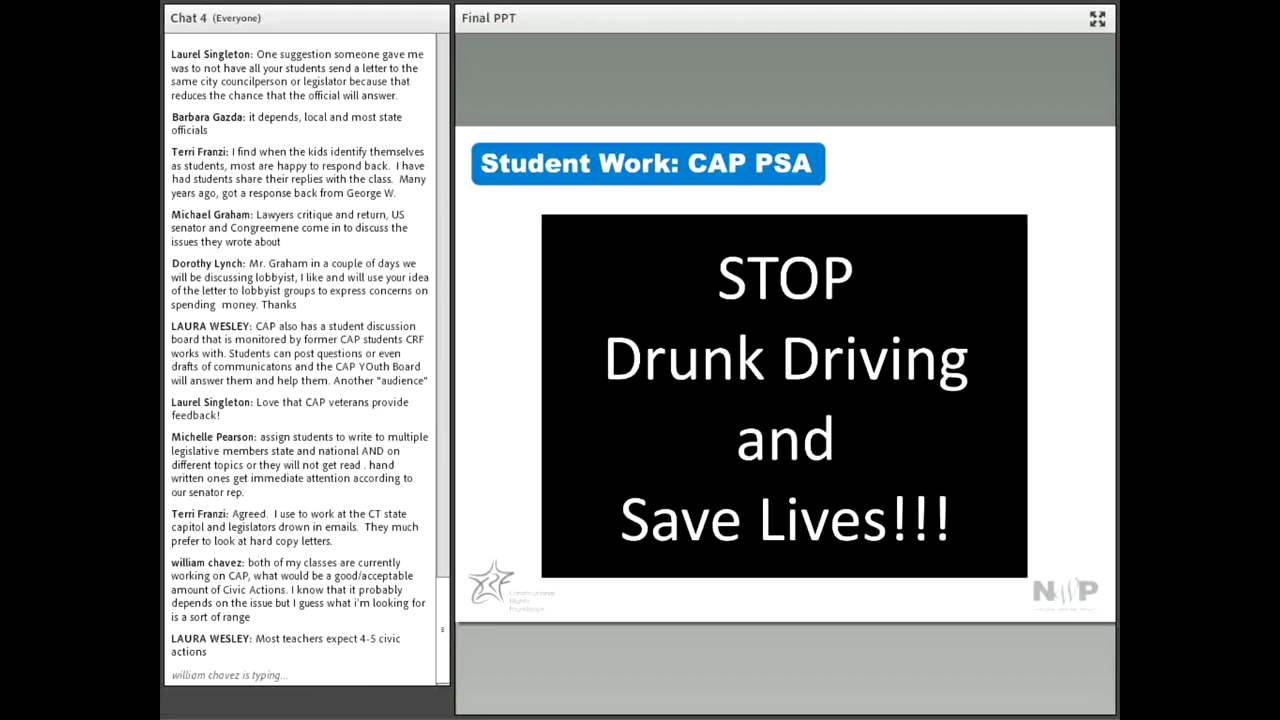 Chat 4 (Everyone)
Laurel Singleton: One suggestion someone gave me
was to not have all your students send a letter to the
same city councilperson or legislator because that
reduces the chance that the official will answer.
Barbara Gazda: it depends, local and most state
officials
Terri Franzi: I find when the kids identify themselves
as students, most are happy to respond back. I have
had students share their replies with the class. Many
years ago, got a response back from George W.
Michael Graham: Lawyers critique and return, US
senator and Congreemene come in to discuss the
issues they wrote about
Dorothy Lynch: Mr. Graham in a couple of days we
will be discussing lobbyist, I like and will use your idea
of the letter to lobbyist groups to express concerns on
spending money. Thanks
LAURA WESLEY: CAP also has a student discussion
board that is monitored by former CAP students CRF
works with. Students can post questions or even
drafts of communicatons and the CAP YOuth Board
will answer them and help them. Another "audience"
Laurel Singleton: Love that CAP veterans provide
feedback!
Michelle Pearson: assign students to write to multiple
legislative members state and national AND on
different topics or they will not get read . hand
written ones get immediate attention according to
our senator rep.
Terri Franzi: Agreed. I use to work at the CT state
capitol and legislators drown in emails. They much
prefer to look at hard copy letters.
william chavez: both of my classes are currently
working on CAP, what would be a good/acceptable
amount of Civic Actions. I know that it probably
depends on the issue but I guess what i'm looking for
is a sort of range
LAURA WESLEY: Most teachers expect 4-5 civic
actions
william chavez is typing...
Final PPT
Student Work: CAP PSA
STOP
Drunk Driving
and
Save Lives!!!
CRF
Constitutional
Rights
Foundation